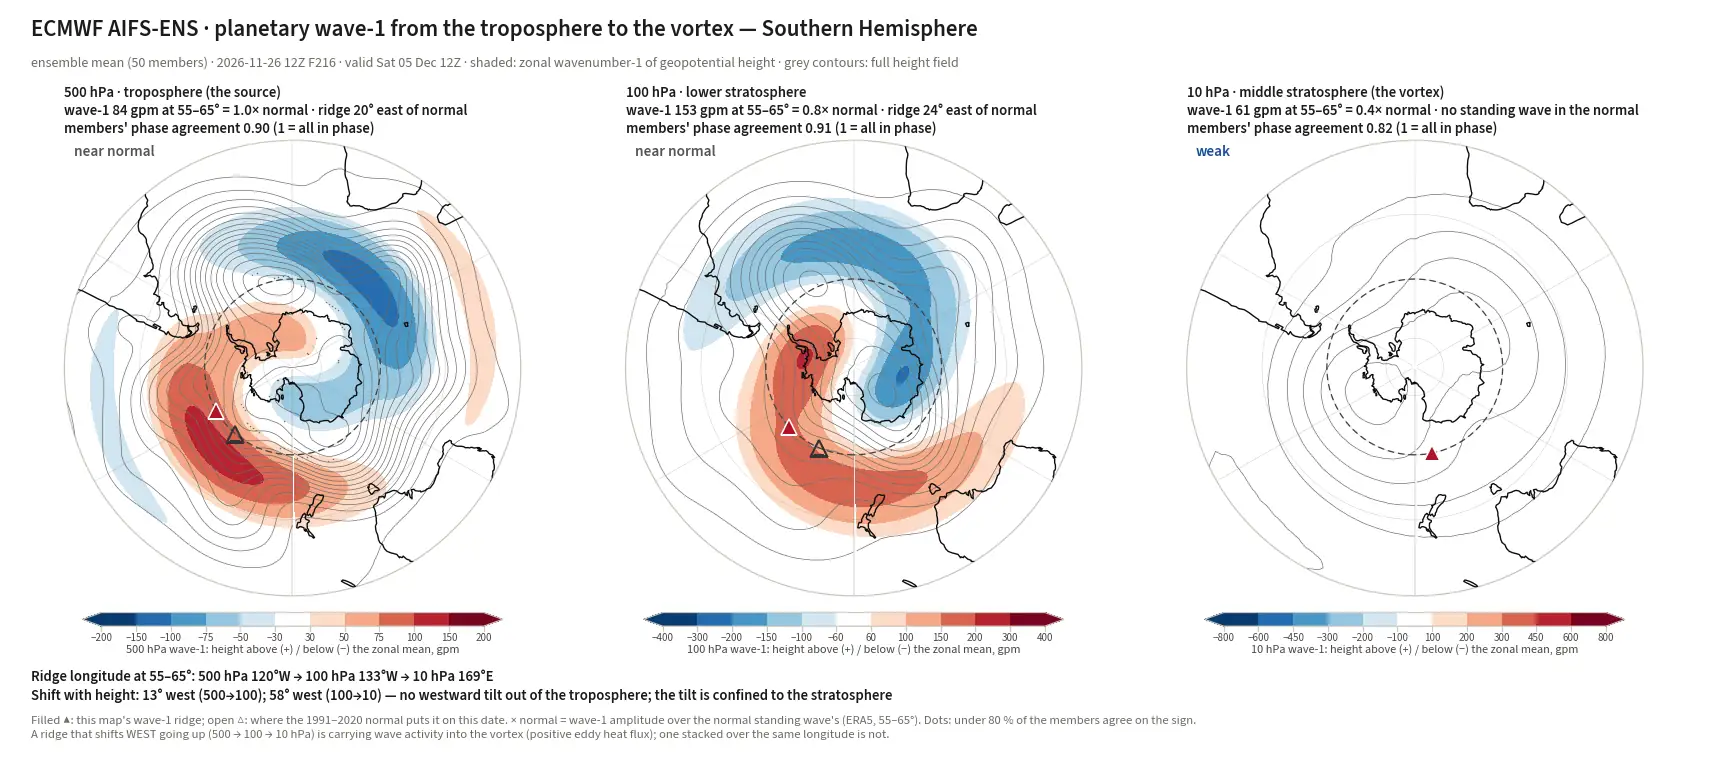 ECMWF AIFS-ENS · planetary wave-1 from the troposphere to the vortex — Southern Hemisphere
ensemble mean (50 members) · 2026-11-26 12Z F216 · valid Sat 05 Dec 12Z · shaded: zonal wavenumber-1 of geopotential height · grey contours: full height field
500 hPa · troposphere (the source)
wave-1 84 gpm at 55–65° = 1.0× normal · ridge 20° east of normal
members' phase agreement 0.90 (1 = all in phase)
near normal
100 hPa · lower stratosphere
wave-1 153 gpm at 55–65° = 0.8× normal · ridge 24° east of normal
members' phase agreement 0.91 (1 = all in phase)
near normal
10 hPa · middle stratosphere (the vortex)
wave-1 61 gpm at 55–65° = 0.4× normal · no standing wave in the normal
members' phase agreement 0.82 (1 = all in phase)
weak
−200 −150 −100 −75 −50 −30 30 50 75 100 150 200
500 hPa wave-1: height above (+) / below (−) the zonal mean, gpm
−400 −300 −200 −150 −100 −60 60 100 150 200 300 400
100 hPa wave-1: height above (+) / below (−) the zonal mean, gpm
−800 −600 −450 −300 −200 −100 100 200 300 450 600 800
10 hPa wave-1: height above (+) / below (−) the zonal mean, gpm
Ridge longitude at 55–65°: 500 hPa 120°W → 100 hPa 133°W → 10 hPa 169°E
Shift with height: 13° west (500→100); 58° west (100→10) — no westward tilt out of the troposphere; the tilt is confined to the stratosphere
Filled ▲: this map's wave-1 ridge; open △: where the 1991–2020 normal puts it on this date. × normal = wave-1 amplitude over the normal standing wave's (ERA5, 55–65°). Dots: under 80 % of the members agree on the sign.
A ridge that shifts WEST going up (500 → 100 → 10 hPa) is carrying wave activity into the vortex (positive eddy heat flux); one stacked over the same longitude is not.